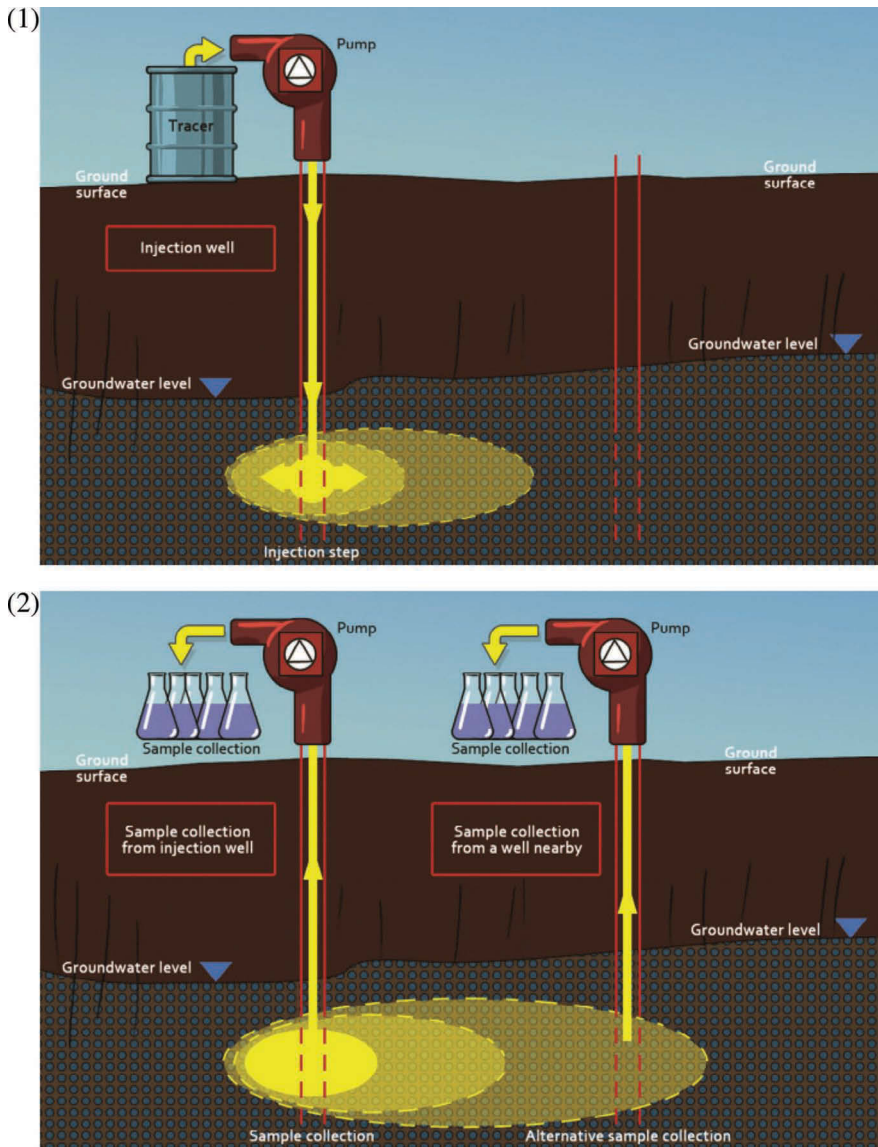 (1)
Pump
Tracer
Ground
surface
Ground
surface
Injection well
Groundwater level
Groundwater level
Injection step
(2)
Pump
Pump
Sample collection
Sample collection
Ground
surface
Ground
surface
Sample collection
from injection well
Sample collection
from a well nearby
Groundwater level
Groundwater level
Sample collection
Alternative sample collection